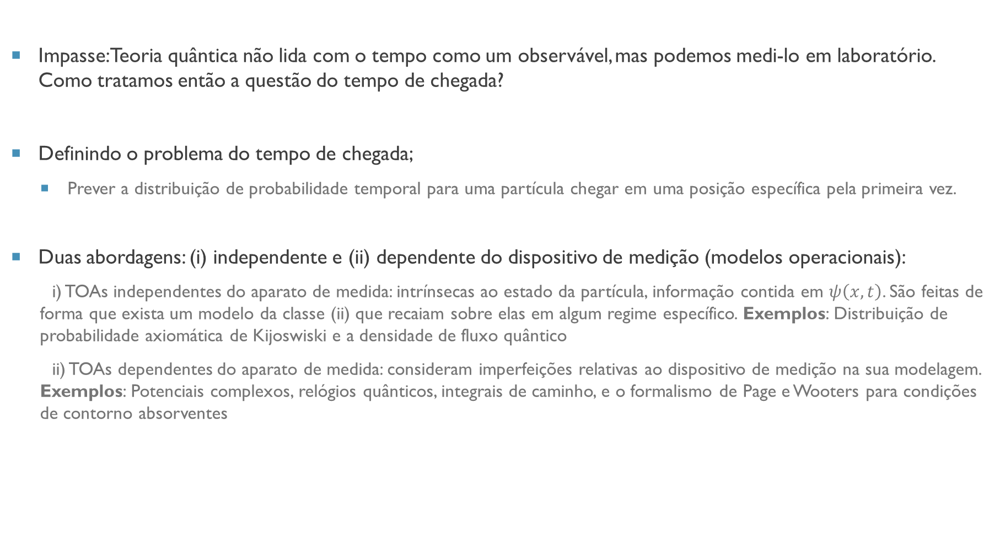 Impasse: Teoria quântica não lida com o tempo como um observável, mas podemos medi-lo em laboratório.
Como tratamos então a questão do tempo de chegada?
Definindo o problema do tempo de chegada;
Prever a distribuição de probabilidade temporal para uma partícula chegar em uma posição específica pela primeira vez.
Duas abordagens: (i) independente e (ii) dependente do dispositivo de medição (modelos operacionais):
i) TOAs independentes do aparato de medida: intrínsecas ao estado da partícula, informação contida em 𝜓(𝑥, 𝑡). São feitas de
forma que exista um modelo da classe (ii) que recaiam sobre elas em algum regime específico. Exemplos: Distribuição de
probabilidade axiomática de Kijoswiski e a densidade de fluxo quântico
ii) TOAs dependentes do aparato de medida: consideram imperfeições relativas ao dispositivo de medição na sua modelagem.
Exemplos: Potenciais complexos, relógios quânticos, integrais de caminho, e o formalismo de Page e Wooters para condições
de contorno absorventes